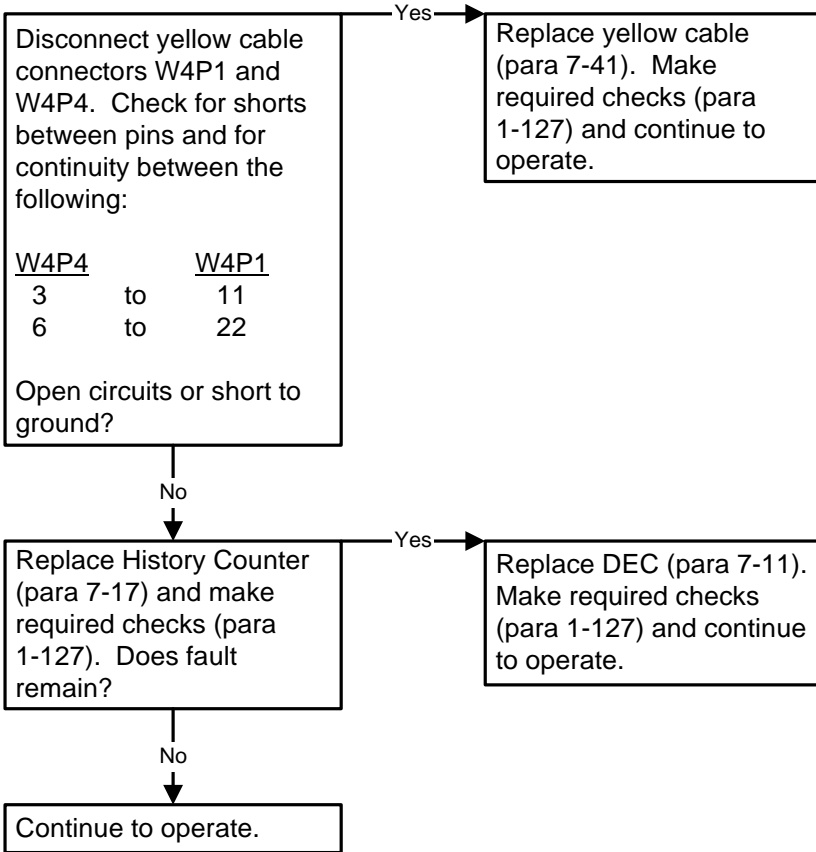 Disconnect yellow cable
connectors W4P1 and
W4P4. Check for shorts
between pins and for
continuity between the
following:
W4P4 W4P1
3 to 11
6 to 22
Open circuits or short to
ground?
Yes
Replace yellow cable
(para 7-41). Make
required checks (para
1-127) and continue to
operate.
No
Replace History Counter
(para 7-17) and make
required checks (para
1-127). Does fault
remain?
Yes
Replace DEC (para 7-11).
Make required checks
(para 1-127) and continue
to operate.
No
Continue to operate.